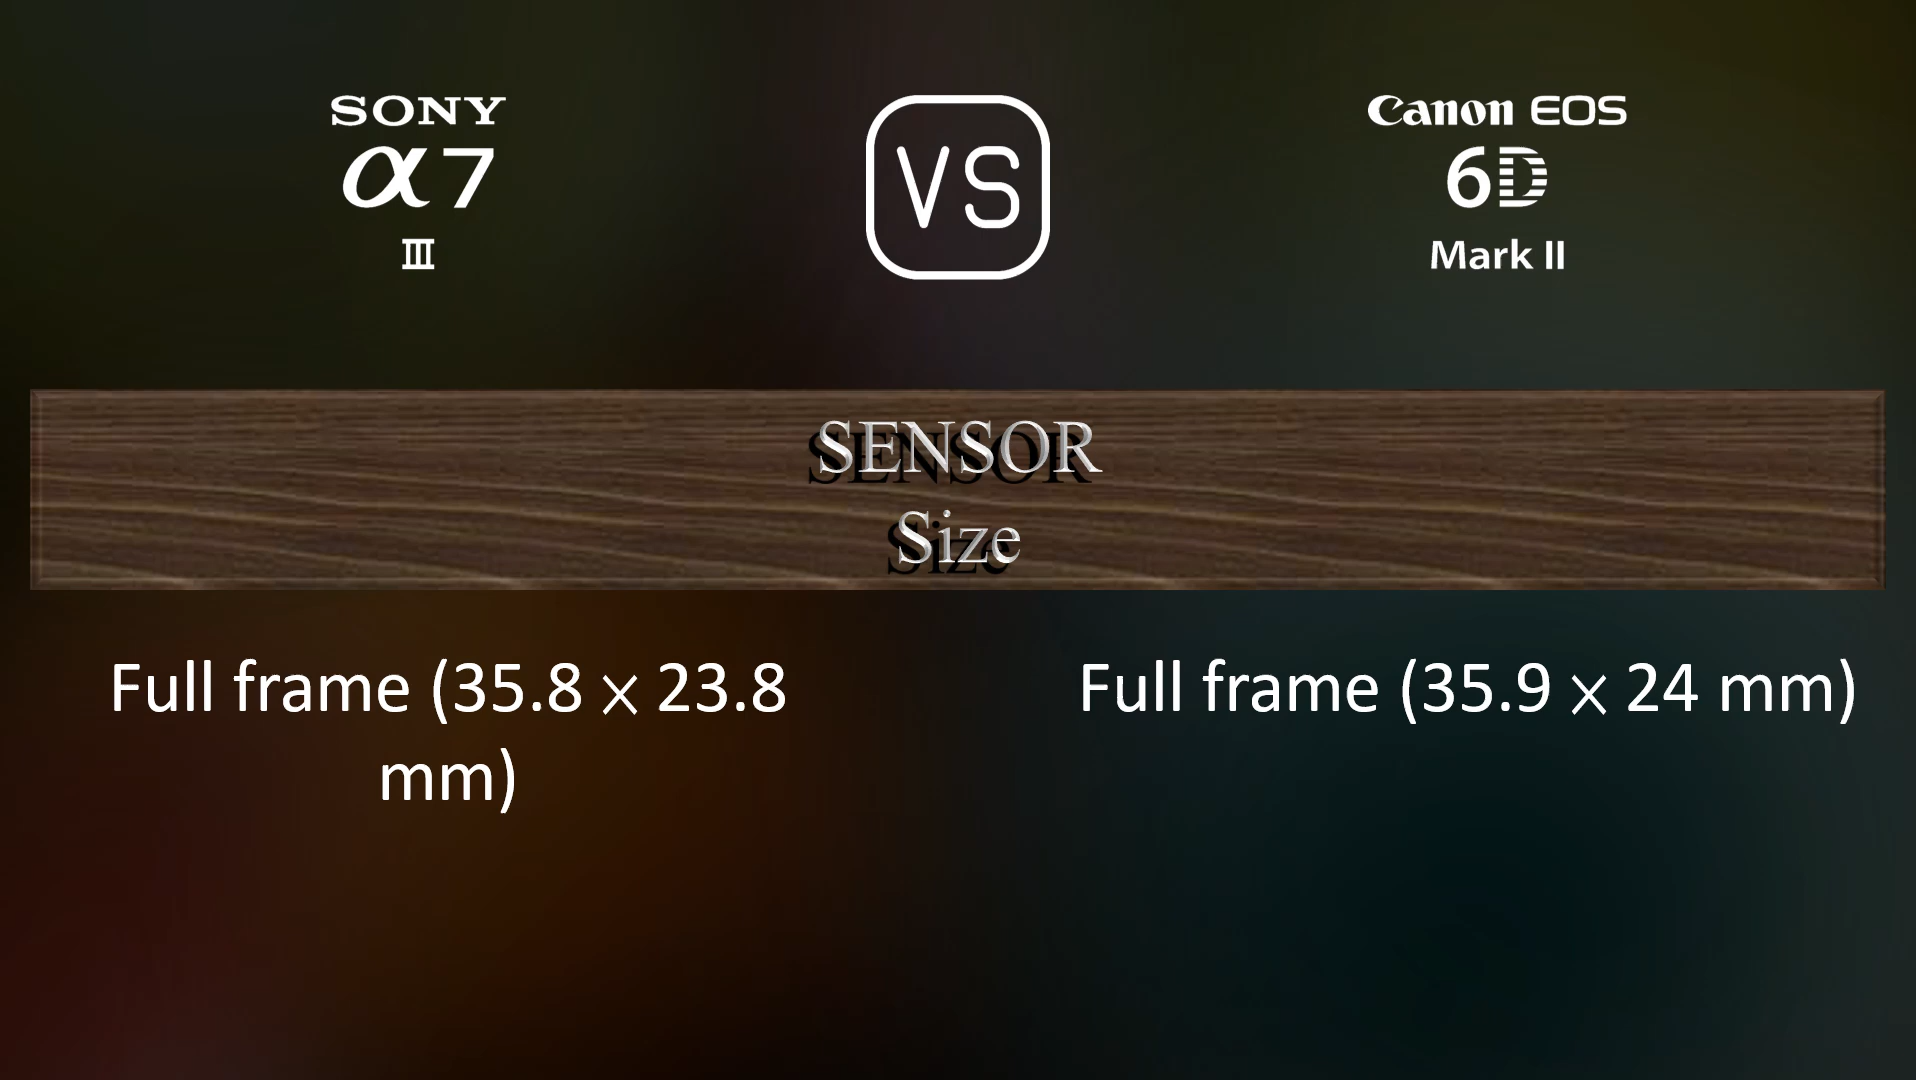 SONY
α7
III
VS
Canon EOS
6D
Mark II
SENSOR
Size
Full frame (35.8 x 23.8
mm)
Full frame (35.9 x 24 mm)